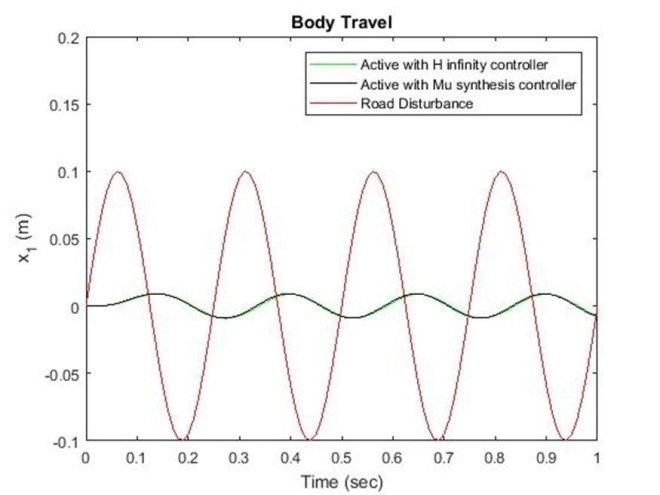 Body Travel
0.2
Active with H infinity controller
Active with Mu synthesis controller
Road Disturbance
0.15
0.1
0.05
x1 (m)
0
-0.05
-0.1
0 0.1 0.2 0.3 0.4 0.5 0.6 0.7 0.8 0.9 1
Time (sec)